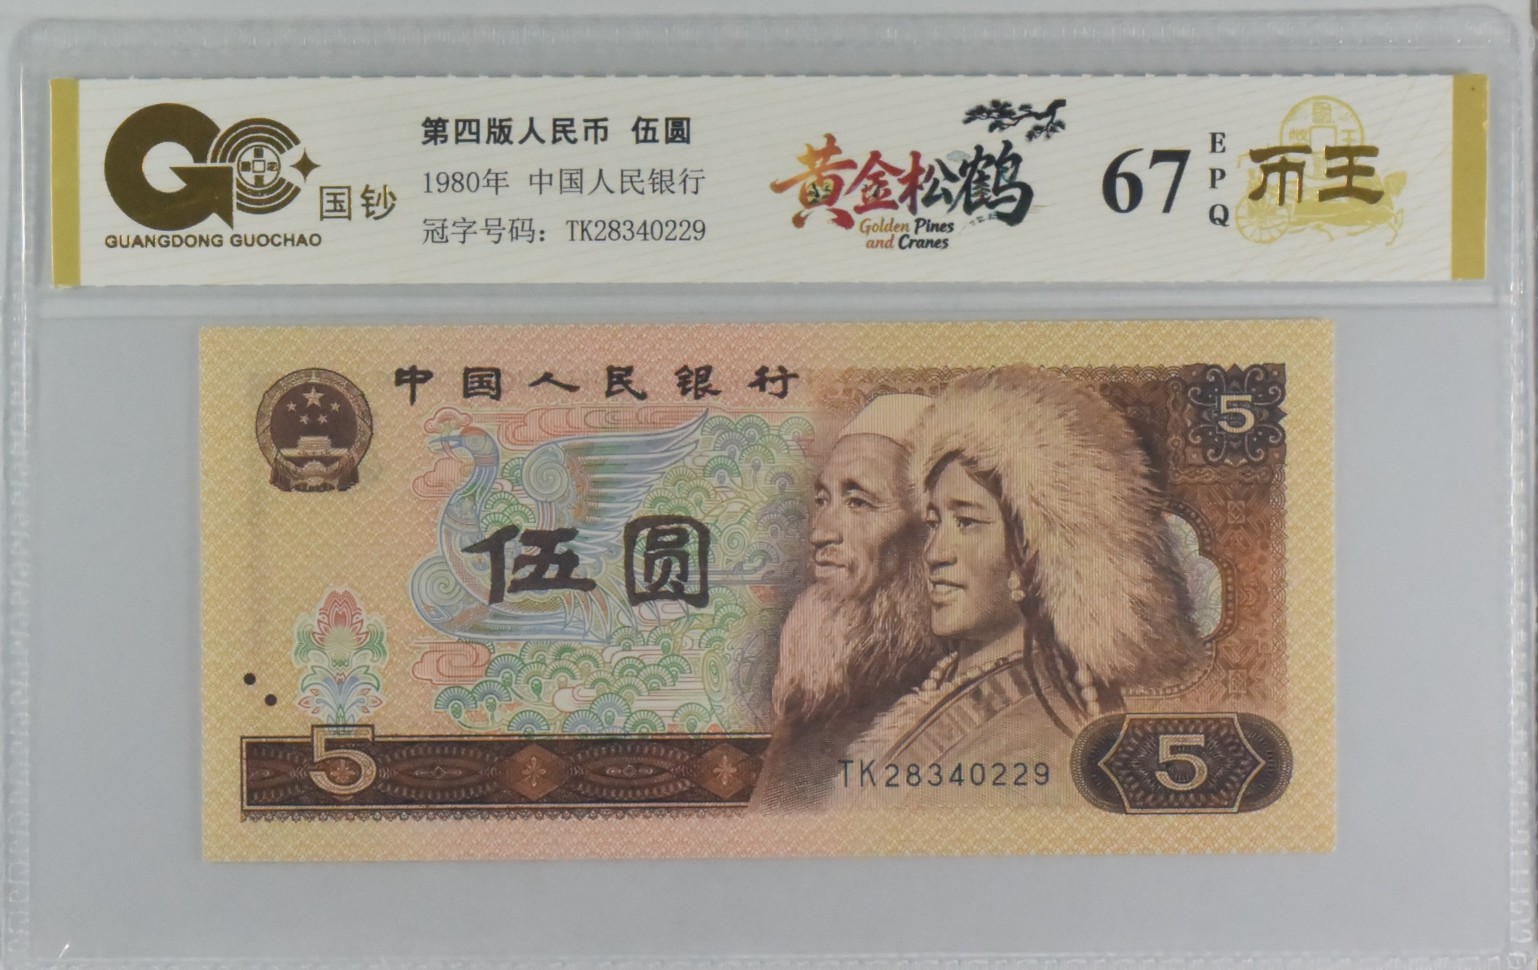 第四版人民币 伍圆
1980年 中国人民银行
冠字号码：TK28340229
国钞
GUANGDONG GUOCHAO
黄金松鹤
Golden Pines
and Cranes
67
EPQ
币王
中国人民银行
5
伍圆
5
TK28340229
5